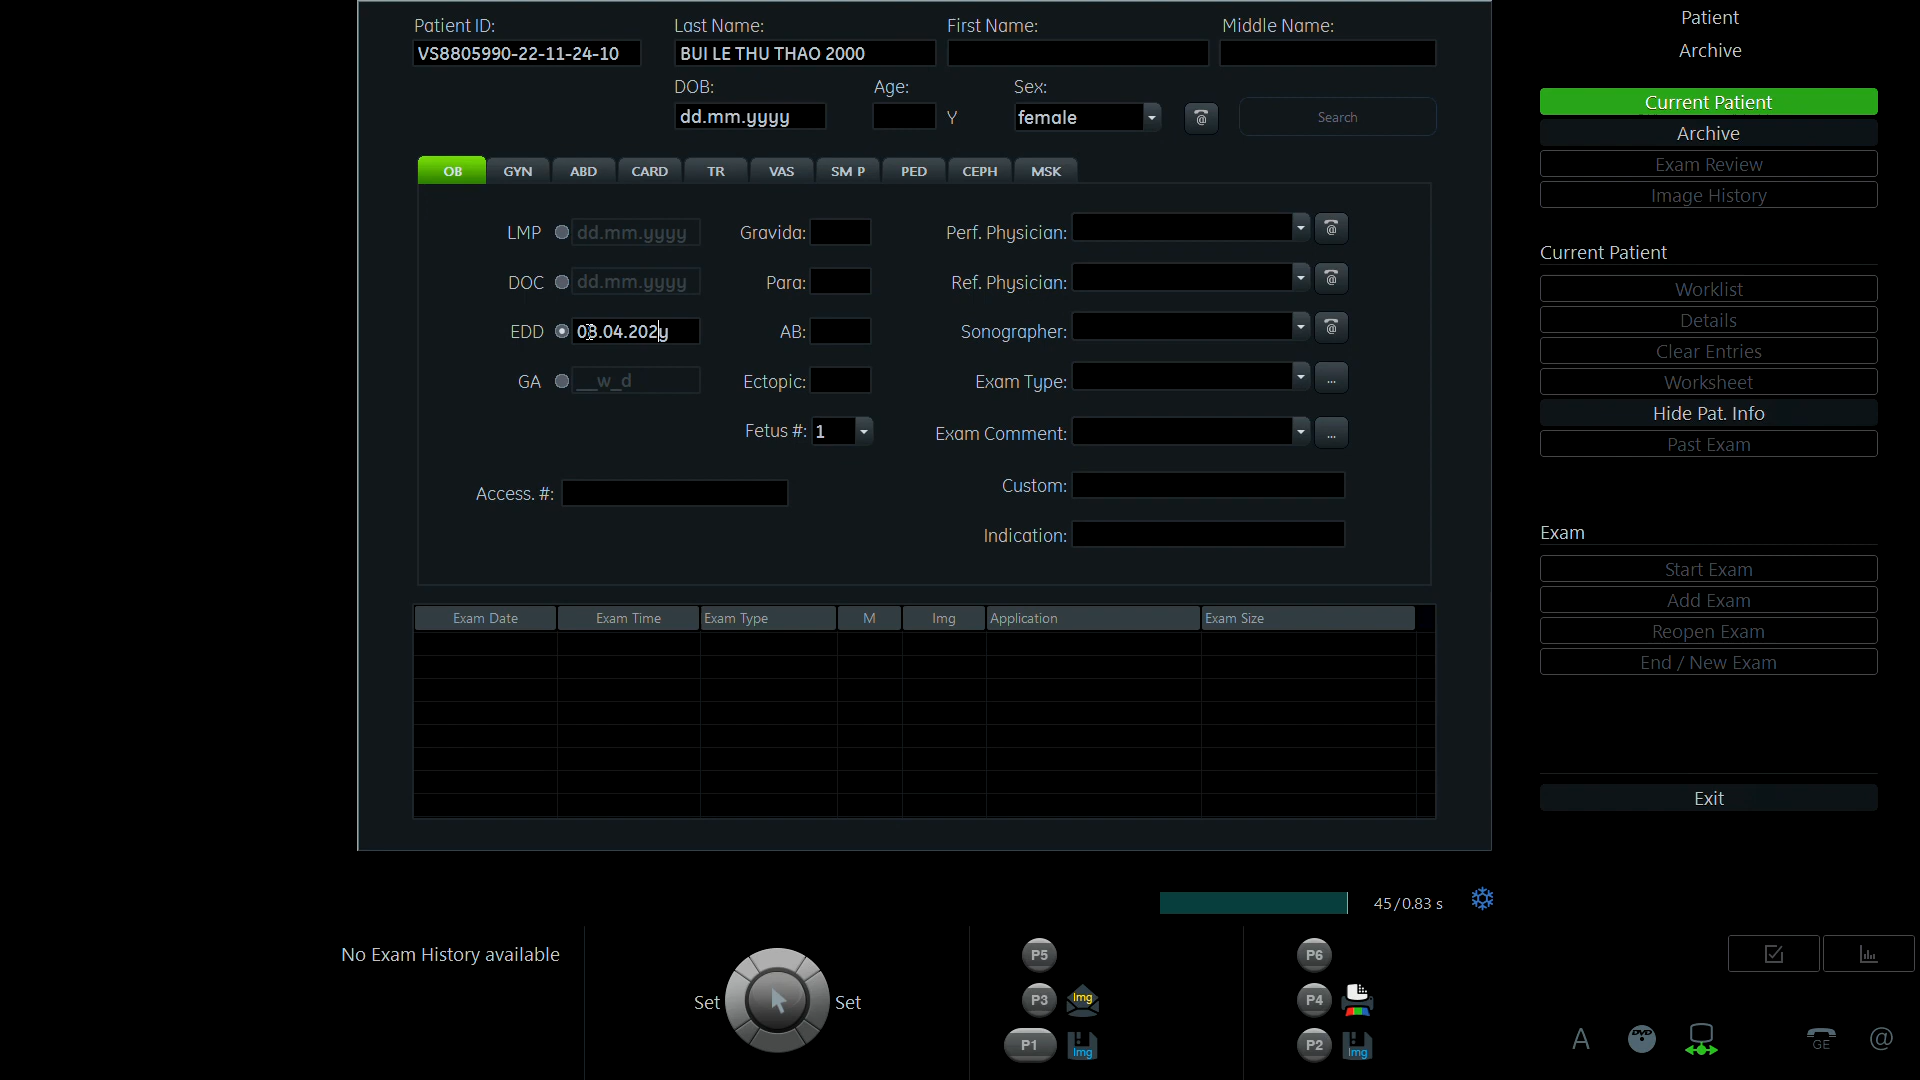 Patient ID: Last Name: First Name: Middle Name:
VS8805990-22-11-24-10 BUI LE THU THAO 2000
DOB: Age: Sex:
dd.mm.yyyy Y female @ Search
OB GYN ABD CARD TR VAS SM P PED CEPH MSK
LMP dd.mm.yyyy Gravida: Perf. Physician: @
DOC dd.mm.yyyy Para: Ref. Physician: @
EDD 08.04.202y AB: Sonographer: @
GA __w_d Ectopic: Exam Type: ...
Fetus #: 1 Exam Comment: ...
Access. #: Custom:
Indication:
Exam Date Exam Time Exam Type M Img Application Exam Size
45/0.83 s
No Exam History available
Set Set
P5
P3 Img
P1 Img
P6
P4
P2 Img
Patient
Archive
Current Patient
Archive
Exam Review
Image History
Current Patient
Worklist
Details
Clear Entries
Worksheet
Hide Pat. Info
Past Exam
Exam
Start Exam
Add Exam
Reopen Exam
End / New Exam
Exit
A DVD GE @